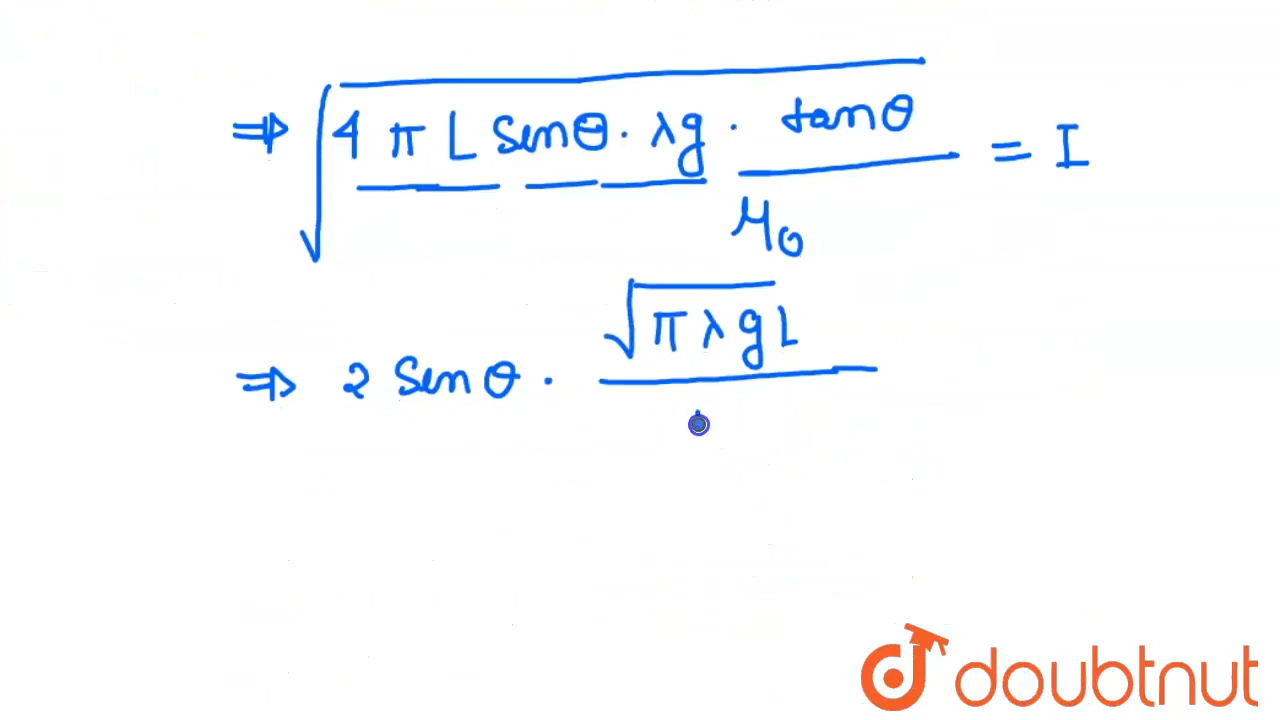 ⇒ √(4 π L Sinθ · λg · tanθ / μ₀) = I
⇒ 2 Sinθ · √(π λ g L) /
doubtnut